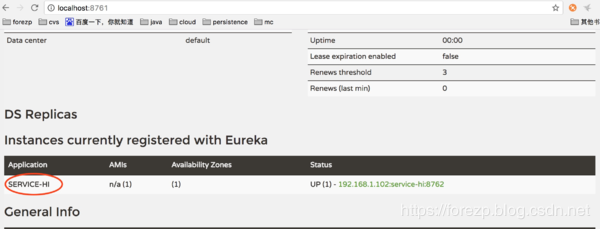 localhost:8761
forezp cvs 百度一下，你就知道 java cloud persistence mc 其他书
Data center default
Uptime 00:00
Lease expiration enabled false
Renews threshold 3
Renews (last min) 0
DS Replicas
Instances currently registered with Eureka
Application AMIs Availability Zones Status
SERVICE-HI n/a (1) (1) UP (1) - 192.168.1.102:service-hi:8762
General Info
https://forezp.blog.csdn.net